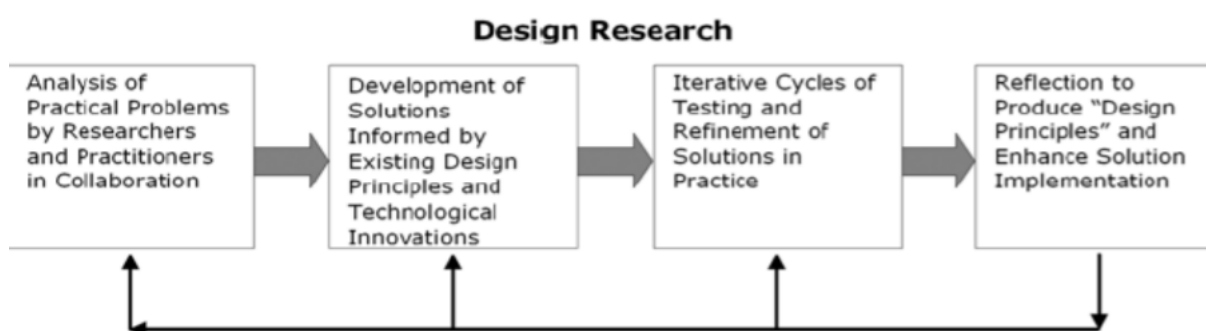 Design Research
Analysis of
Practical Problems
by Researchers
and Practitioners
in Collaboration
Development of
Solutions
Informed by
Existing Design
Principles and
Technological
Innovations
Iterative Cycles of
Testing and
Refinement of
Solutions in
Practice
Reflection to
Produce “Design
Principles” and
Enhance Solution
Implementation